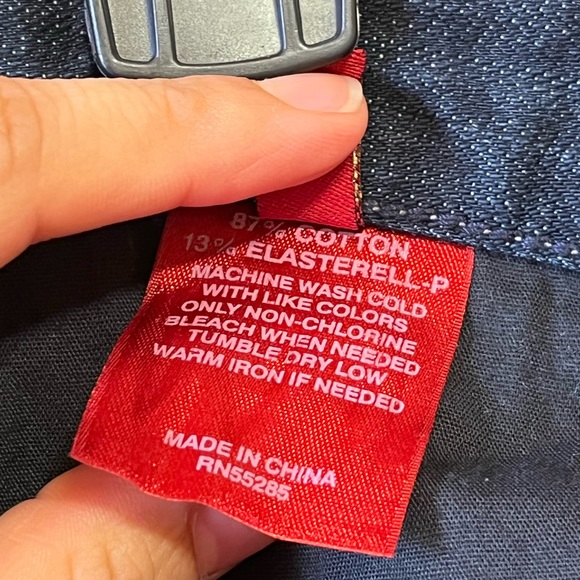 87% COTTON
13% ELASTERELL-P
MACHINE WASH COLD
WITH LIKE COLORS
ONLY NON-CHLORINE
BLEACH WHEN NEEDED
TUMBLE DRY LOW
WARM IRON IF NEEDED
MADE IN CHINA
RN55285